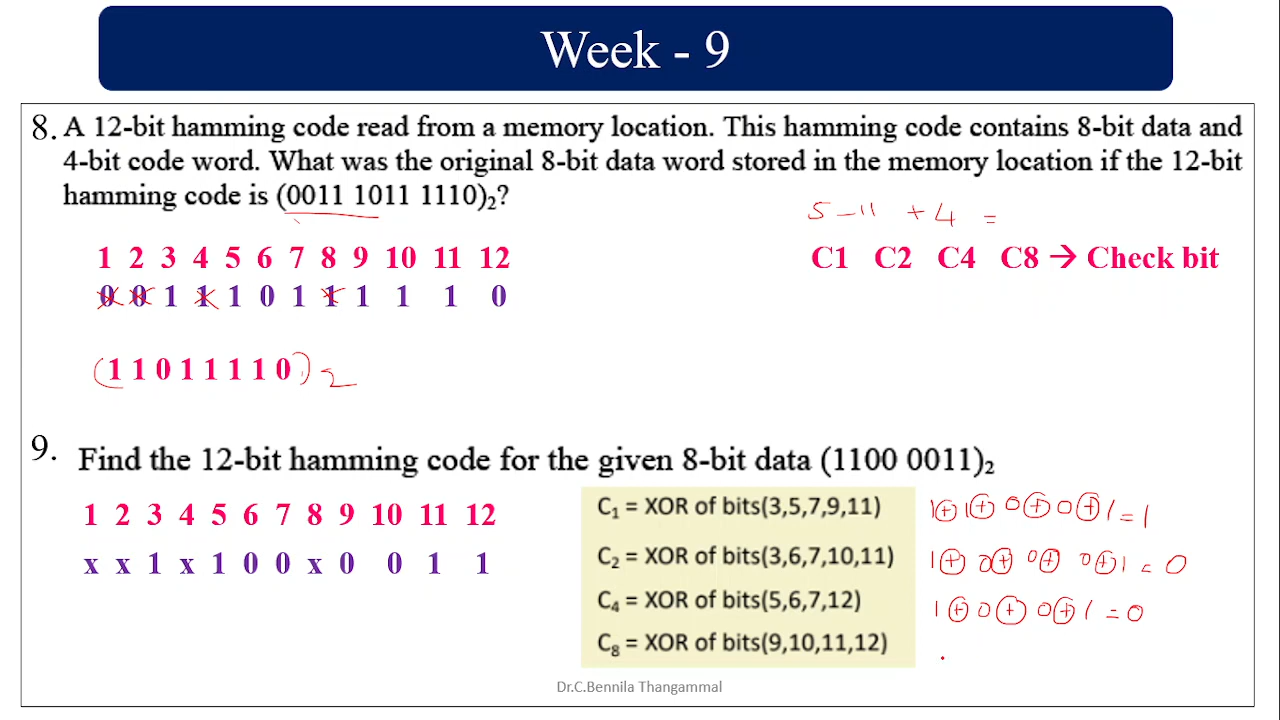 Week - 9
8. A 12-bit hamming code read from a memory location. This hamming code contains 8-bit data and
4-bit code word. What was the original 8-bit data word stored in the memory location if the 12-bit
hamming code is (0011 1011 1110)₂?
5 - 11 + 4 =
1 2 3 4 5 6 7 8 9 10 11 12
C1 C2 C4 C8 → Check bit
0 0 1 1 1 0 1 1 1 1 1 0
(1 1 0 1 1 1 1 0)2
9. Find the 12-bit hamming code for the given 8-bit data (1100 0011)₂
1 2 3 4 5 6 7 8 9 10 11 12
x x 1 x 1 0 0 x 0 0 1 1
C₁ = XOR of bits(3,5,7,9,11) 1⊕1⊕0⊕0⊕1=1
C₂ = XOR of bits(3,6,7,10,11) 1⊕0⊕0⊕0⊕1=0
C₄ = XOR of bits(5,6,7,12) 1⊕0⊕0⊕1=0
C₈ = XOR of bits(9,10,11,12)
Dr.C.Bennila Thangammal